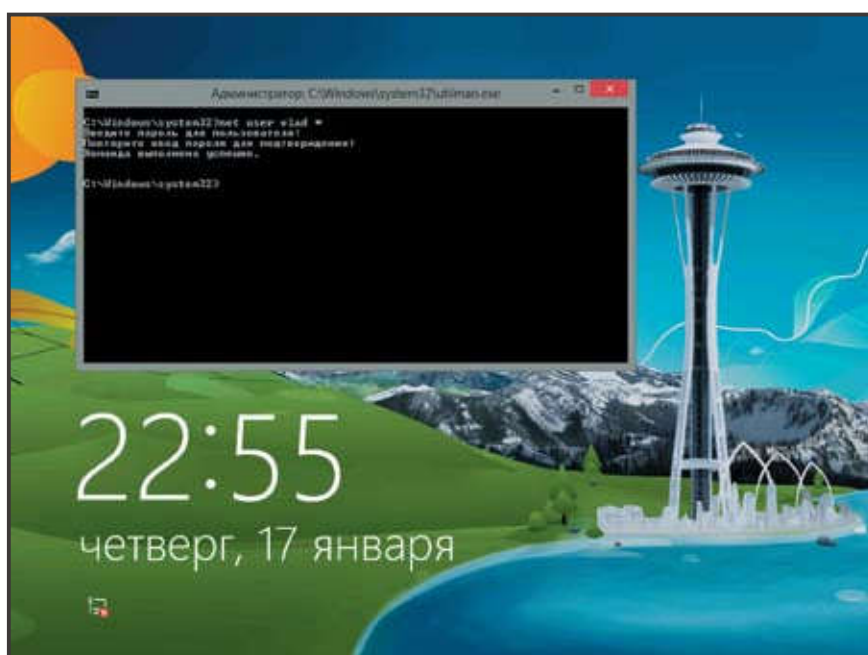 Администратор: C:\Windows\system32\utilman.exe
C:\Windows\system32>net user vlad *
Введите пароль для пользователя:
Повторите ввод пароля для подтверждения:
Команда выполнена успешно.
C:\Windows\system32>
22:55
четверг, 17 января